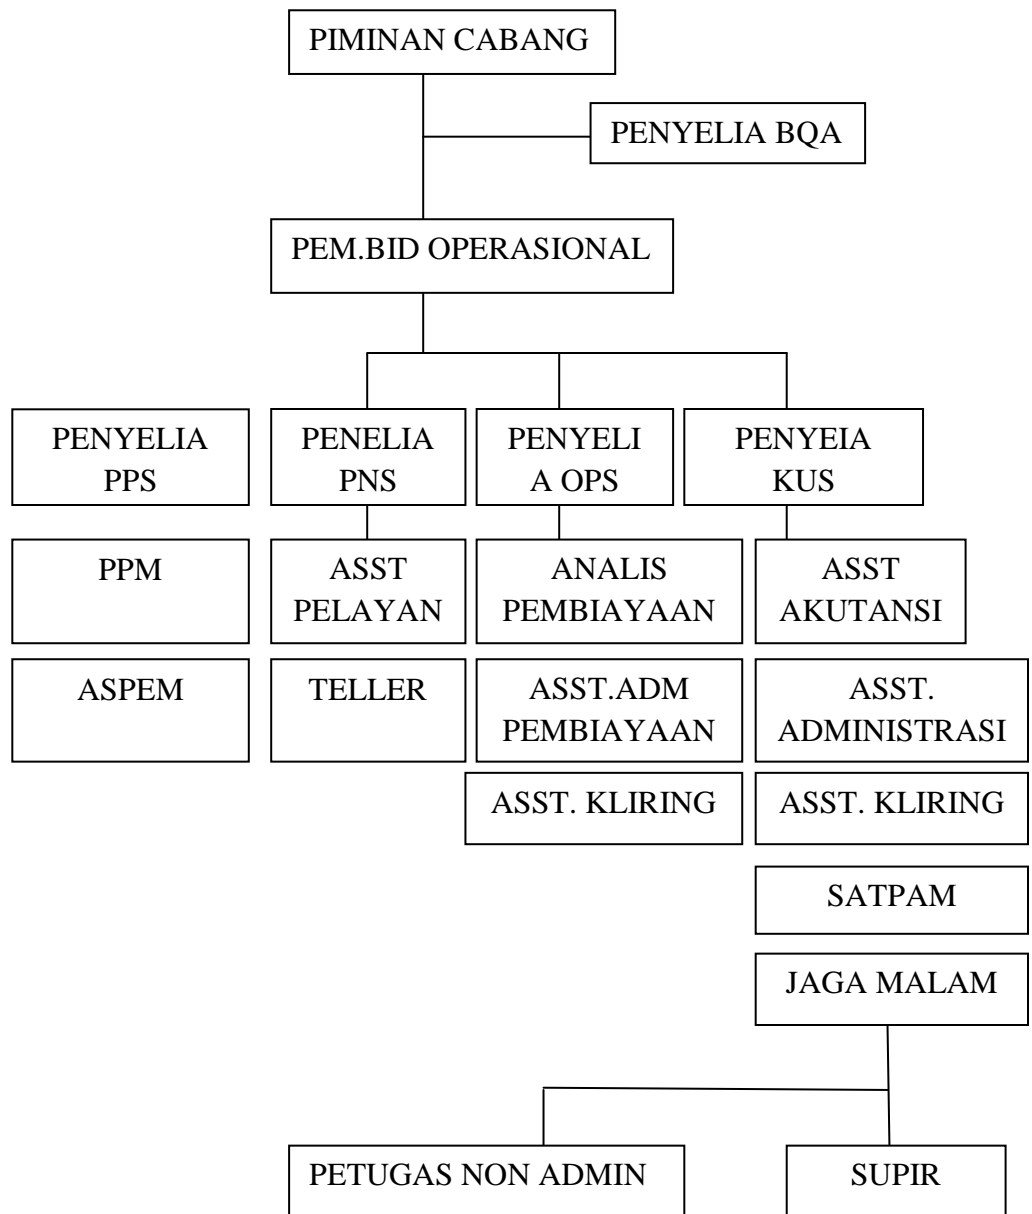 PIMINAN CABANG
PENYELIA BQA
PEM.BID OPERASIONAL
PENYELIA
PPS
PENELIA
PNS
PENYELI
A OPS
PENYEIA
KUS
PPM
ASST
PELAYAN
ANALIS
PEMBIAYAAN
ASST
AKUTANSI
ASPEM
TELLER
ASST.ADM
PEMBIAYAAN
ASST.
ADMINISTRASI
ASST. KLIRING
ASST. KLIRING
SATPAM
JAGA MALAM
PETUGAS NON ADMIN
SUPIR